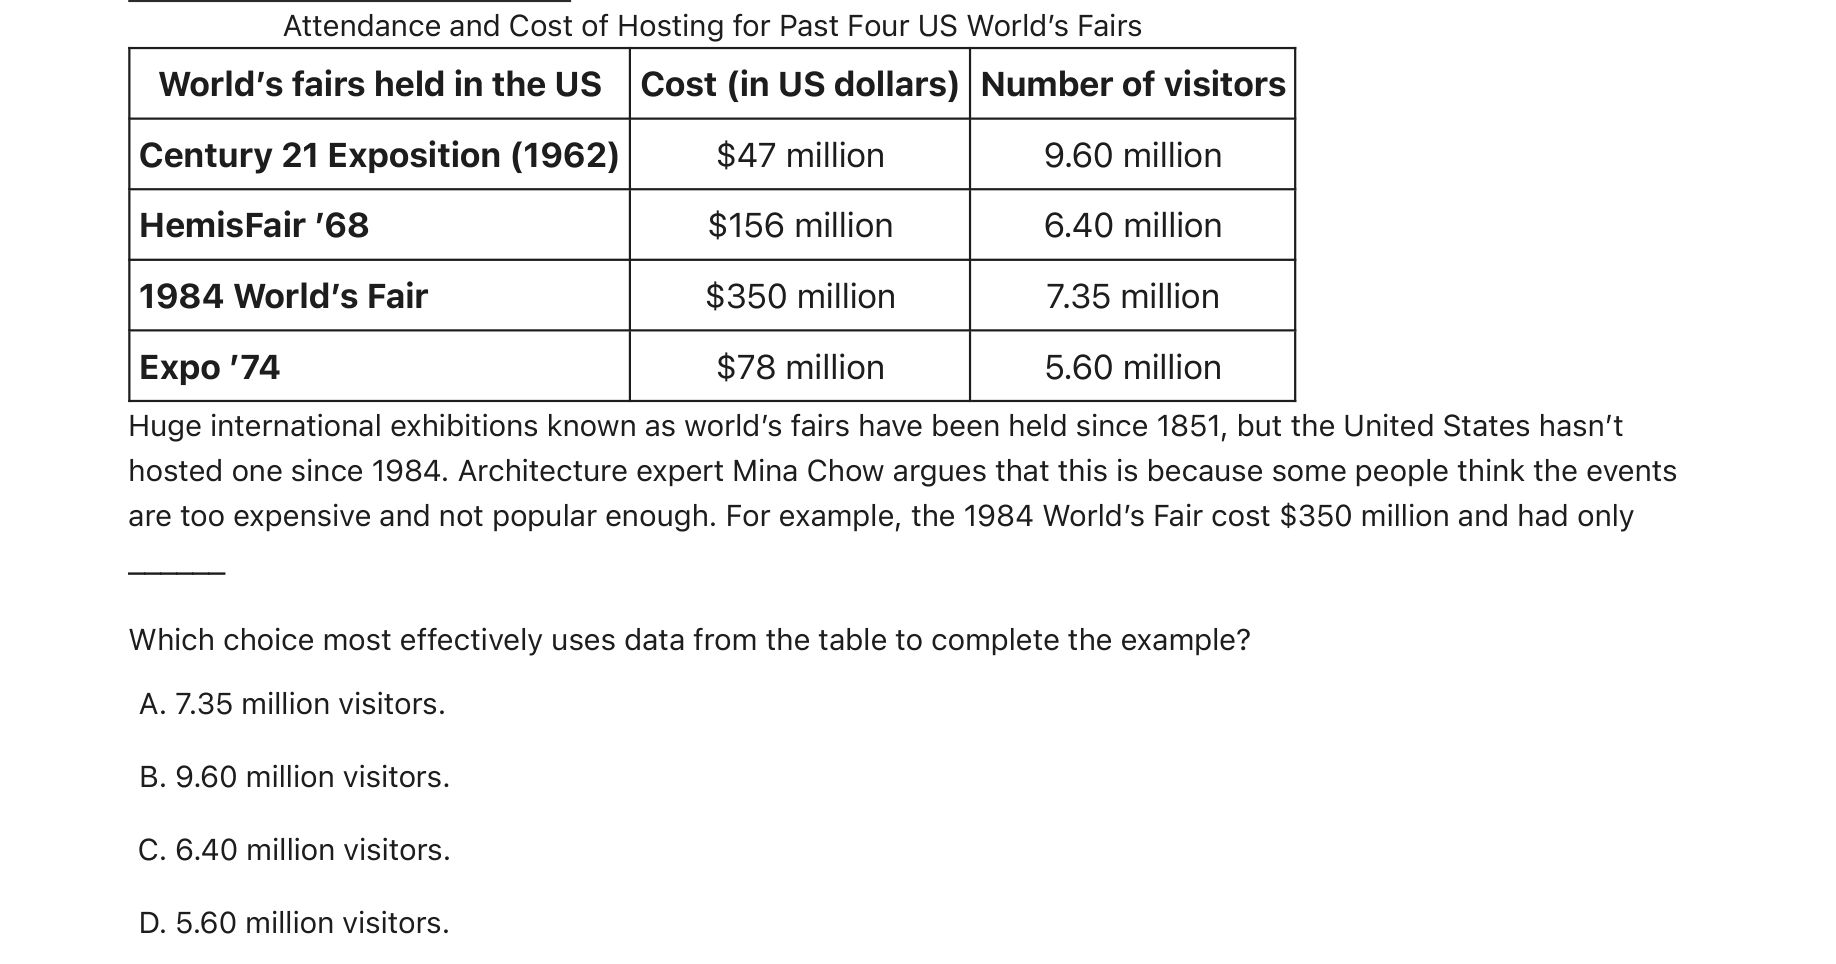 Attendance and Cost of Hosting for Past Four US World’s Fairs
World’s fairs held in the US Cost (in US dollars) Number of visitors
Century 21 Exposition (1962) $47 million 9.60 million
HemisFair ’68 $156 million 6.40 million
1984 World’s Fair $350 million 7.35 million
Expo ’74 $78 million 5.60 million
Huge international exhibitions known as world’s fairs have been held since 1851, but the United States hasn’t
hosted one since 1984. Architecture expert Mina Chow argues that this is because some people think the events
are too expensive and not popular enough. For example, the 1984 World’s Fair cost $350 million and had only
______
Which choice most effectively uses data from the table to complete the example?
A. 7.35 million visitors.
B. 9.60 million visitors.
C. 6.40 million visitors.
D. 5.60 million visitors.